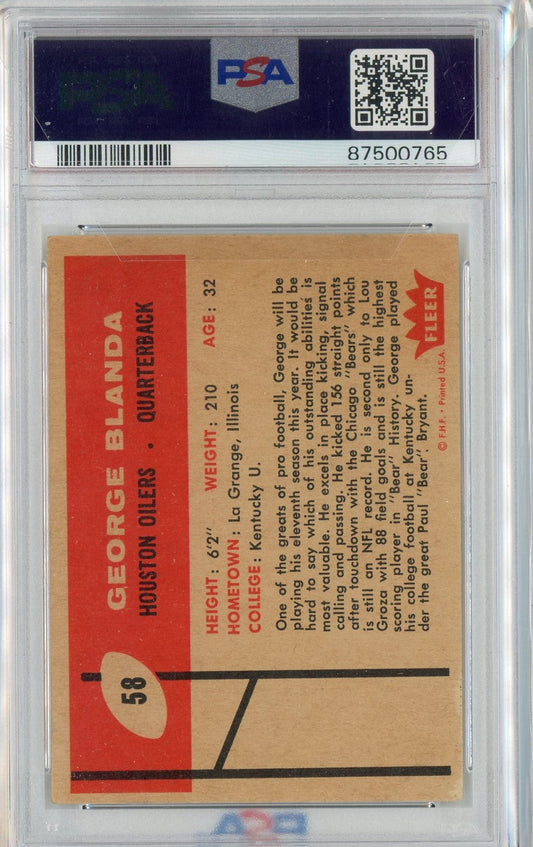 PSA
PSA
87500765
58
GEORGE BLANDA
HOUSTON OILERS • QUARTERBACK
HEIGHT: 6'2" WEIGHT: 210 AGE: 32
HOMETOWN: La Grange, Illinois
COLLEGE: Kentucky U.
One of the greats of pro football, George will be
playing his eleventh season this year. It would be
hard to say which of his outstanding abilities is
most valuable. He excels in place kicking, signal
calling and passing. He kicked 156 straight points
after touchdown with the Chicago "Bears" which
is still an NFL record. He is second only to Lou
Groza with 88 field goals and is still the highest
scoring player in "Bear" History. George played
his college football at Kentucky un-
der the great Paul "Bear" Bryant.
FLEER
© F.H.F. • Printed U.S.A.
PSA